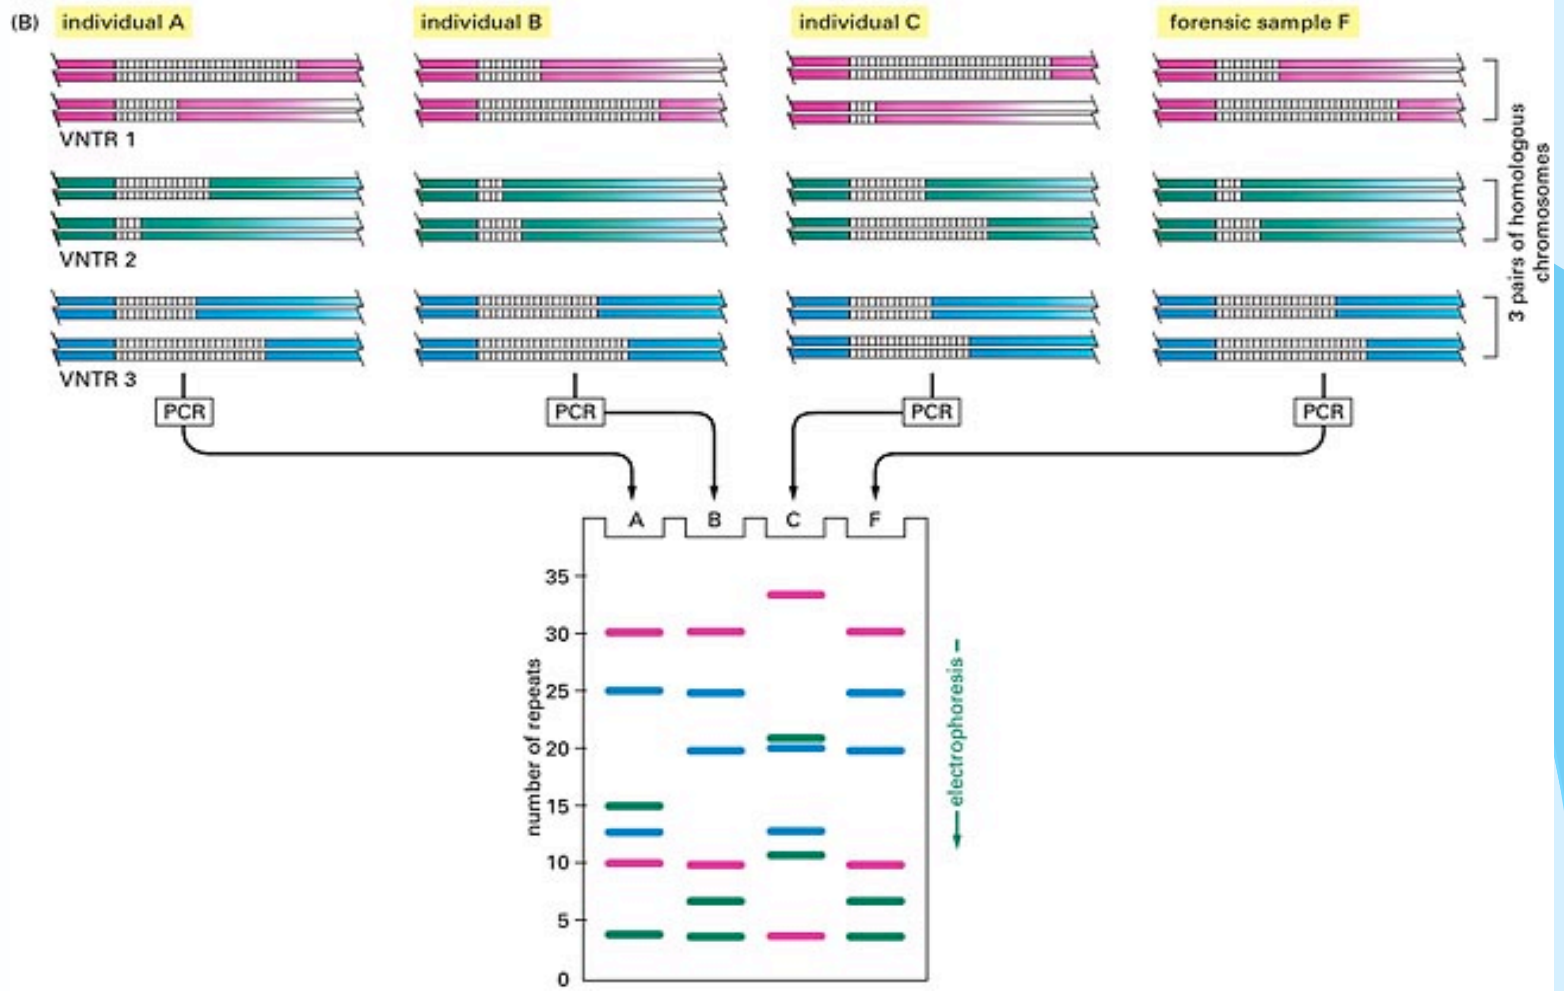 (B) individual A individual B individual C forensic sample F
VNTR 1
VNTR 2
VNTR 3
3 pairs of homologous
chromosomes
PCR PCR PCR PCR
A B C F
35
30
25
20
15
10
5
0
number of repeats
electrophoresis –